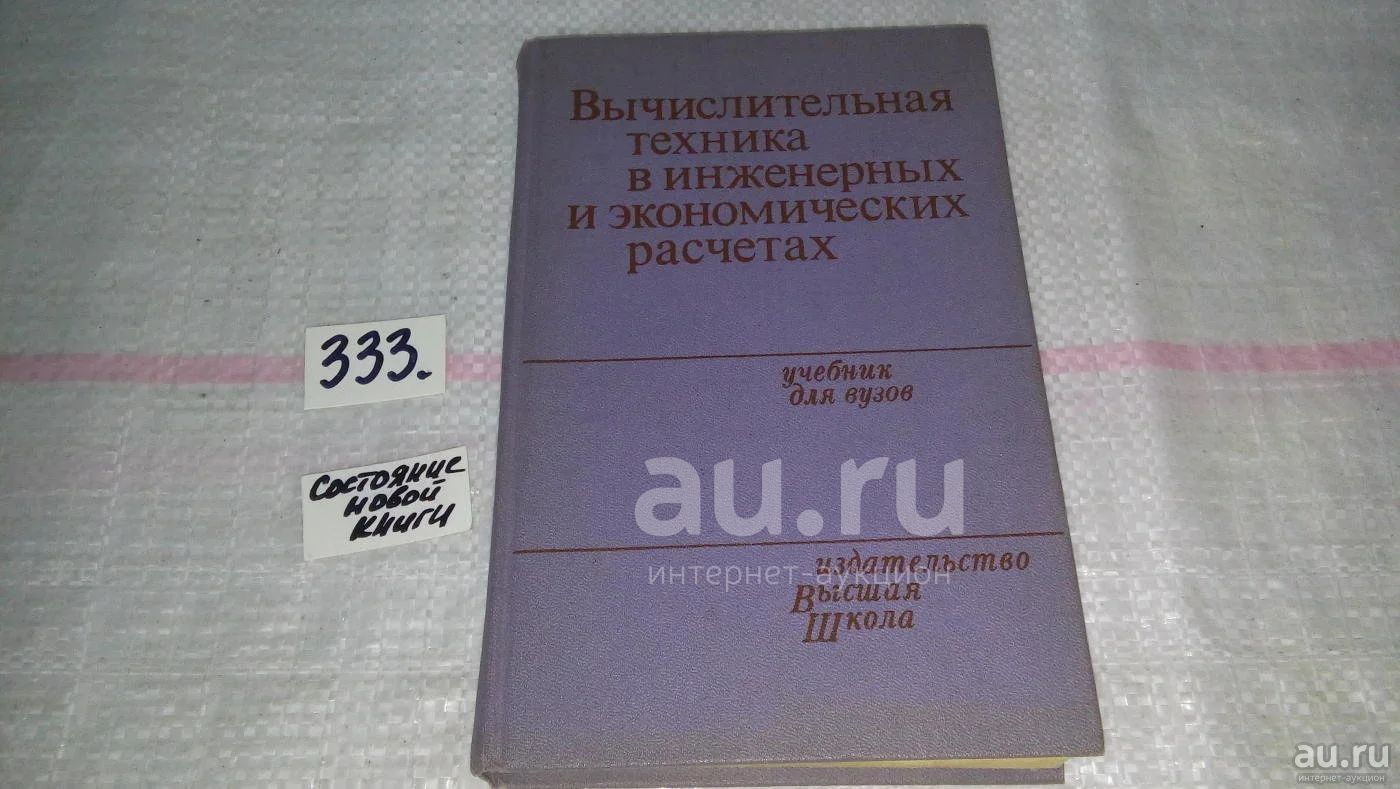 Вычислительная
техника
в инженерных
и экономических
расчетах
333.
учебник
для вузов
Состояние
новой
книги
au.ru
интернет-аукцион
издательство
Высшая
Школа
au.ru
интернет-аукцион